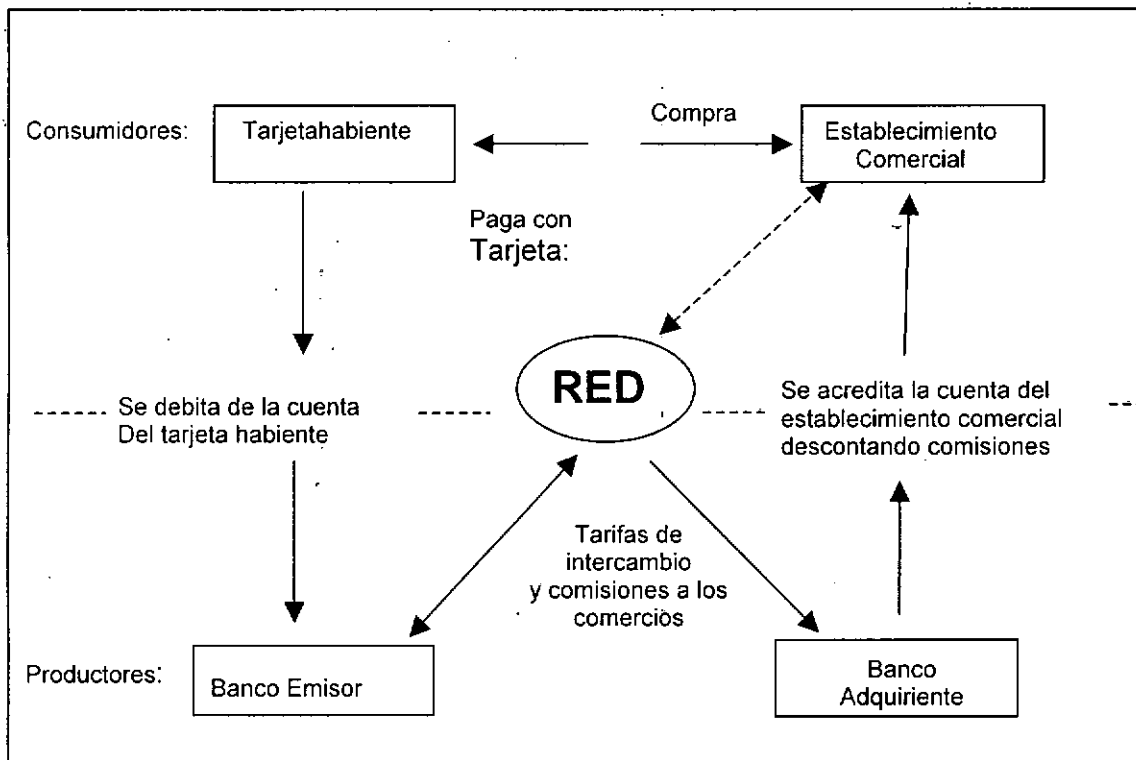 Consumidores:
Tarjetahabiente
Compra
Establecimiento
Comercial
Paga con
Tarjeta:
RED
Se debita de la cuenta
Del tarjeta habiente
Se acredita la cuenta del
establecimiento comercial
descontando comisiones
Tarifas de
intercambio
y comisiones a los
comercios
Productores:
Banco Emisor
Banco
Adquiriente